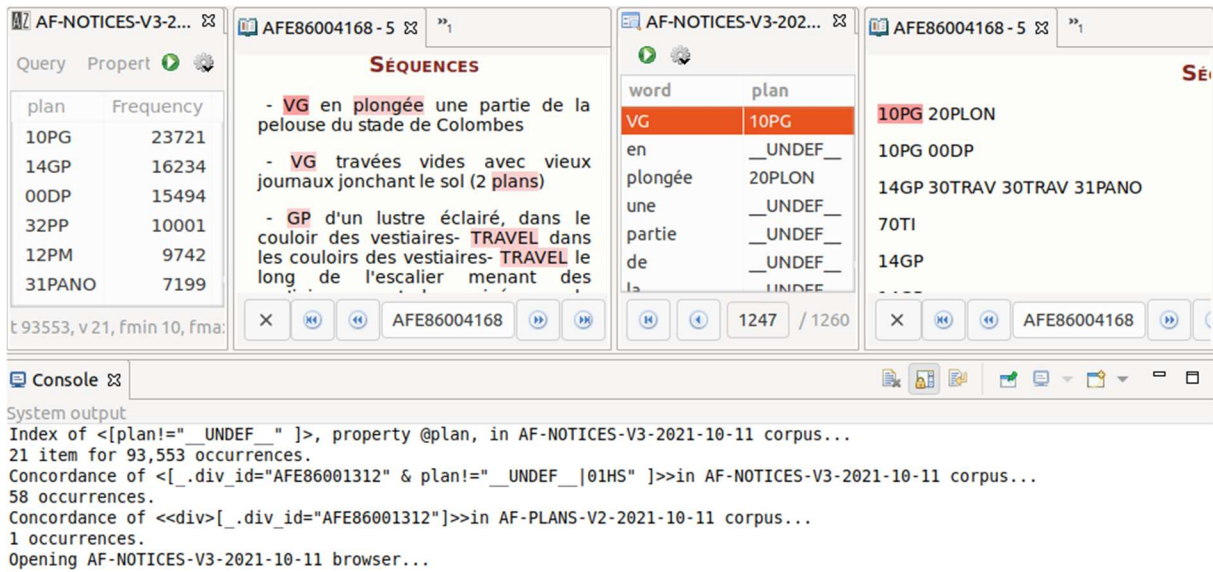 AF-NOTICES-V3-2...
Query Propert
plan Frequency
10PG 23721
14GP 16234
00DP 15494
32PP 10001
12PM 9742
31PANO 7199
t 93553, v 21, fmin 10, fma
AFE86004168 - 5
»1
SÉQUENCES
- VG en plongée une partie de la
pelouse du stade de Colombes
- VG travées vides avec vieux
journaux jonchant le sol (2 plans)
- GP d'un lustre éclairé, dans le
couloir des vestiaires- TRAVEL dans
les couloirs des vestiaires- TRAVEL le
long de l'escalier menant des
AFE86004168
AF-NOTICES-V3-202...
word plan
VG 10PG
en __UNDEF__
plongée 20PLON
une __UNDEF__
partie __UNDEF__
de __UNDEF__
la __UNDEF__
1247 / 1260
AFE86004168 - 5
»1
SÉ
10PG 20PLON
10PG 00DP
14GP 30TRAV 30TRAV 31PANO
70TI
14GP
AFE86004168
Console
System output
Index of <[plan!="__UNDEF__" ]>, property @plan, in AF-NOTICES-V3-2021-10-11 corpus...
21 item for 93,553 occurrences.
Concordance of <[_.div_id="AFE86001312" & plan!="__UNDEF__|01HS" ]>>in AF-NOTICES-V3-2021-10-11 corpus...
58 occurrences.
Concordance of <<div>[_.div_id="AFE86001312"]>>in AF-PLANS-V2-2021-10-11 corpus...
1 occurrences.
Opening AF-NOTICES-V3-2021-10-11 browser...